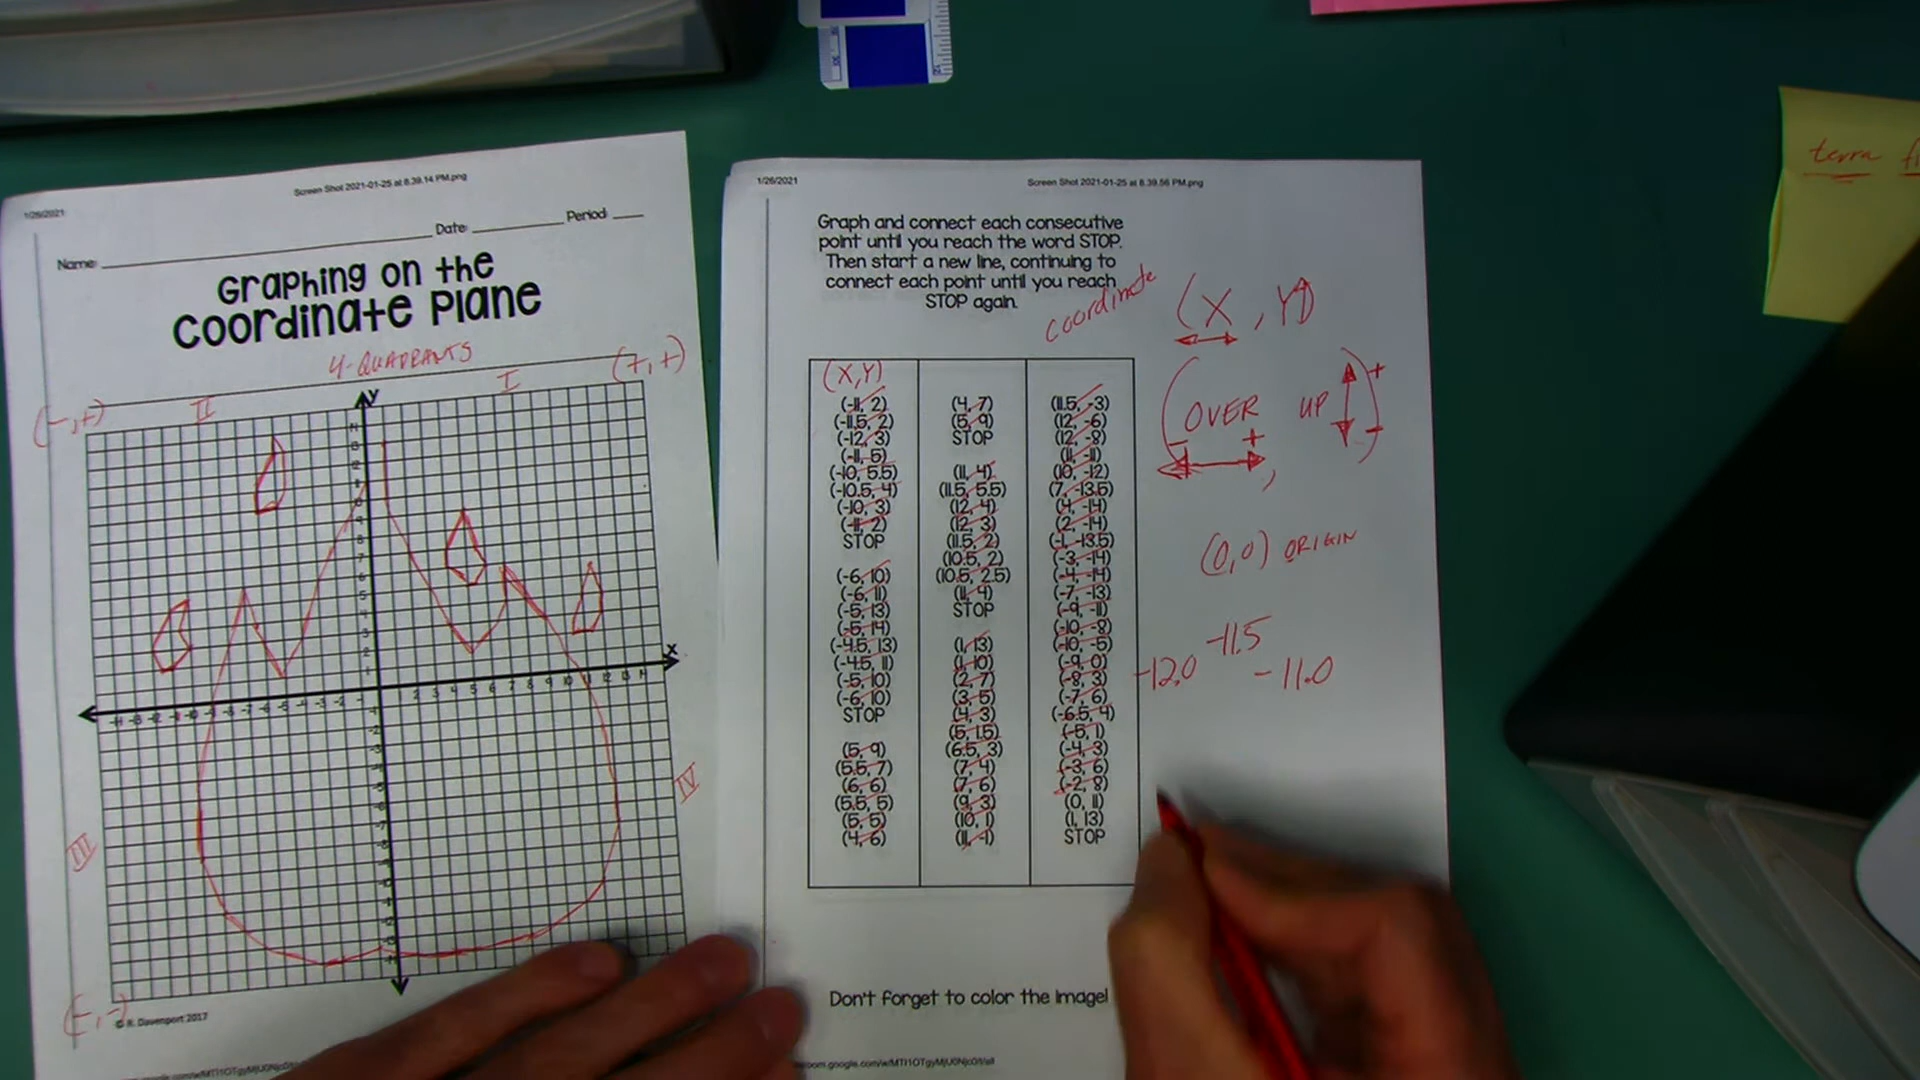 1/26/2021
Screen Shot 2021-01-25 at 8.39.14 PM.png
Name: Date: Period:
Graphing on the
Coordinate Plane
4-QUADRANTS
(-,+) II I (+,+)
y
x
III
IV
(-,-)
© R. Davenport 2017
1/26/2021
Screen Shot 2021-01-25 at 8.39.56 PM.png
Graph and connect each consecutive
point until you reach the word STOP.
Then start a new line, continuing to
connect each point until you reach
STOP again.
coordinate
(X, Y)
(X, Y)
(-11, 2)
(-11.5, 2)
(-12, 3)
(-11, 5)
(-10, 5.5)
(-10.5, 4)
(-10, 3)
(-11, 2)
STOP
(-6, 10)
(-6, 11)
(-5, 13)
(-5, 14)
(-4.5, 13)
(-4.5, 11)
(-5, 10)
(-6, 10)
STOP
(5, 9)
(5.5, 7)
(6, 6)
(5.5, 5)
(5, 5)
(4, 6)
(4, 7)
(5, 9)
STOP
(11, 4)
(11.5, 5.5)
(12, 4)
(12, 3)
(11.5, 2)
(10.5, 2)
(10.5, 2.5)
(11, 4)
STOP
(1, 13)
(1, 10)
(2, 7)
(3, 5)
(4, 3)
(5, 1.5)
(6.5, 3)
(7, 4)
(7, 6)
(9, 3)
(10, 1)
(11, -1)
(11.5, -3)
(12, -6)
(12, -8)
(11, -11)
(10, -12)
(7, -13.5)
(4, -14)
(2, -14)
(-1, -13.5)
(-3, -14)
(-4, -14)
(-7, -13)
(-9, -11)
(-10, -8)
(-10, -5)
(-9, 0)
(-8, 3)
(-7, 6)
(-6.5, 4)
(-5, 1)
(-4, 3)
(-3, 6)
(-2, 8)
(0, 11)
(1, 13)
STOP
(OVER UP)
- + , + -
(0,0) ORIGIN
-11.5
-12.0 -11.0
Don't forget to color the image!
terra